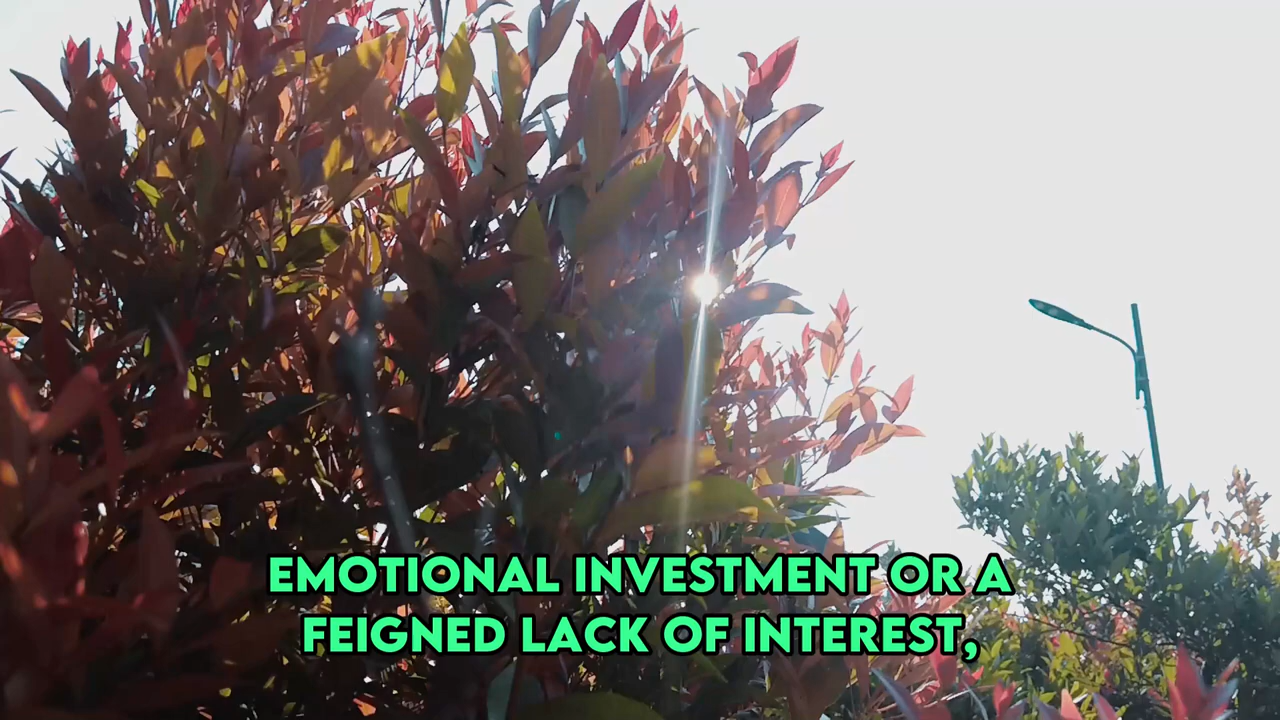 EMOTIONAL INVESTMENT OR A
FEIGNED LACK OF INTEREST,